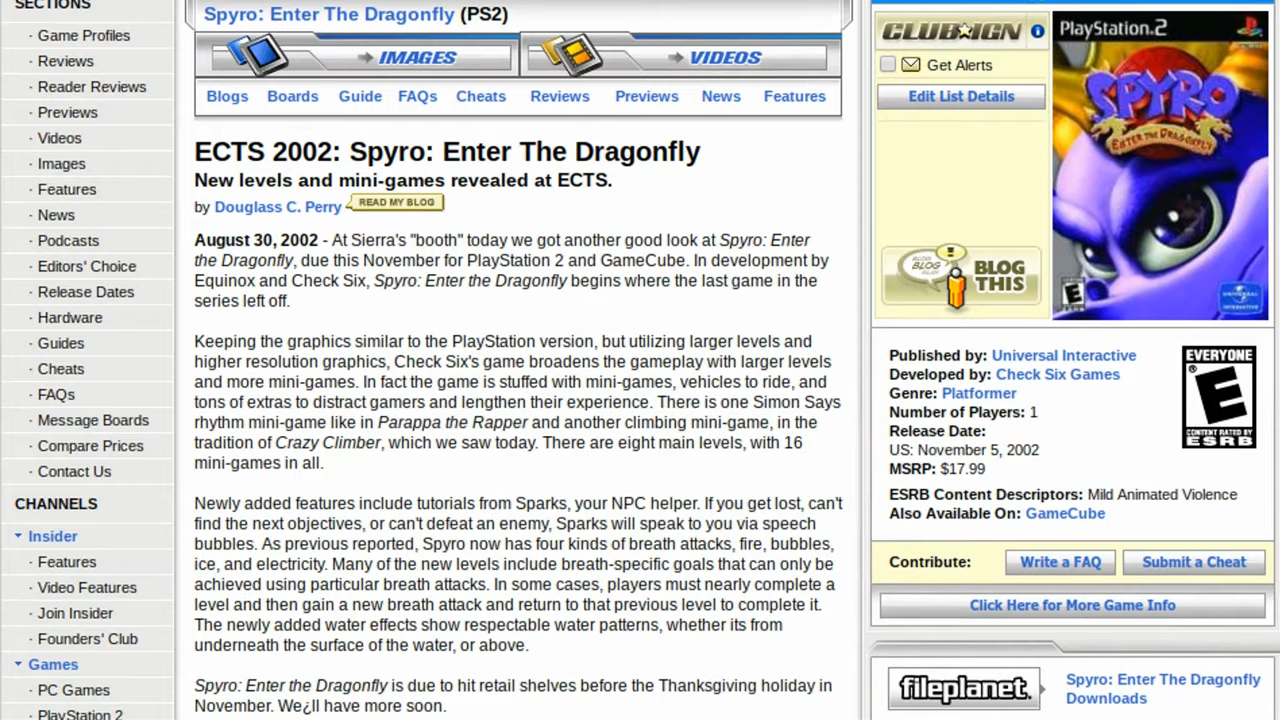 SECTIONS
· Game Profiles
· Reviews
· Reader Reviews
· Previews
· Videos
· Images
· Features
· News
· Podcasts
· Editors' Choice
· Release Dates
· Hardware
· Guides
· Cheats
· FAQs
· Message Boards
· Compare Prices
· Contact Us
CHANNELS
Insider
· Features
· Video Features
· Join Insider
· Founders' Club
Games
· PC Games
· PlayStation 2
Spyro: Enter The Dragonfly (PS2)
IMAGES VIDEOS
Blogs Boards Guide FAQs Cheats Reviews Previews News Features
ECTS 2002: Spyro: Enter The Dragonfly
New levels and mini-games revealed at ECTS.
by Douglass C. Perry READ MY BLOG
August 30, 2002 - At Sierra's "booth" today we got another good look at Spyro: Enter
the Dragonfly, due this November for PlayStation 2 and GameCube. In development by
Equinox and Check Six, Spyro: Enter the Dragonfly begins where the last game in the
series left off.
Keeping the graphics similar to the PlayStation version, but utilizing larger levels and
higher resolution graphics, Check Six's game broadens the gameplay with larger levels
and more mini-games. In fact the game is stuffed with mini-games, vehicles to ride, and
tons of extras to distract gamers and lengthen their experience. There is one Simon Says
rhythm mini-game like in Parappa the Rapper and another climbing mini-game, in the
tradition of Crazy Climber, which we saw today. There are eight main levels, with 16
mini-games in all.
Newly added features include tutorials from Sparks, your NPC helper. If you get lost, can't
find the next objectives, or can't defeat an enemy, Sparks will speak to you via speech
bubbles. As previous reported, Spyro now has four kinds of breath attacks, fire, bubbles,
ice, and electricity. Many of the new levels include breath-specific goals that can only be
achieved using particular breath attacks. In some cases, players must nearly complete a
level and then gain a new breath attack and return to that previous level to complete it.
The newly added water effects show respectable water patterns, whether its from
underneath the surface of the water, or above.
Spyro: Enter the Dragonfly is due to hit retail shelves before the Thanksgiving holiday in
November. We¿ll have more soon.
CLUB IGN
Get Alerts
Edit List Details
BLOG BLOG BLOG
BLOG
THIS
PlayStation.2
SPYRO
ENTER THE DRAGONFLY
E
UNIVERSAL
INTERACTIVE
Published by: Universal Interactive
Developed by: Check Six Games
Genre: Platformer
Number of Players: 1
Release Date:
US: November 5, 2002
MSRP: $17.99
EVERYONE
E
CONTENT RATED BY
ESRB
ESRB Content Descriptors: Mild Animated Violence
Also Available On: GameCube
Contribute: Write a FAQ Submit a Cheat
Click Here for More Game Info
fileplanet.
Spyro: Enter The Dragonfly
Downloads